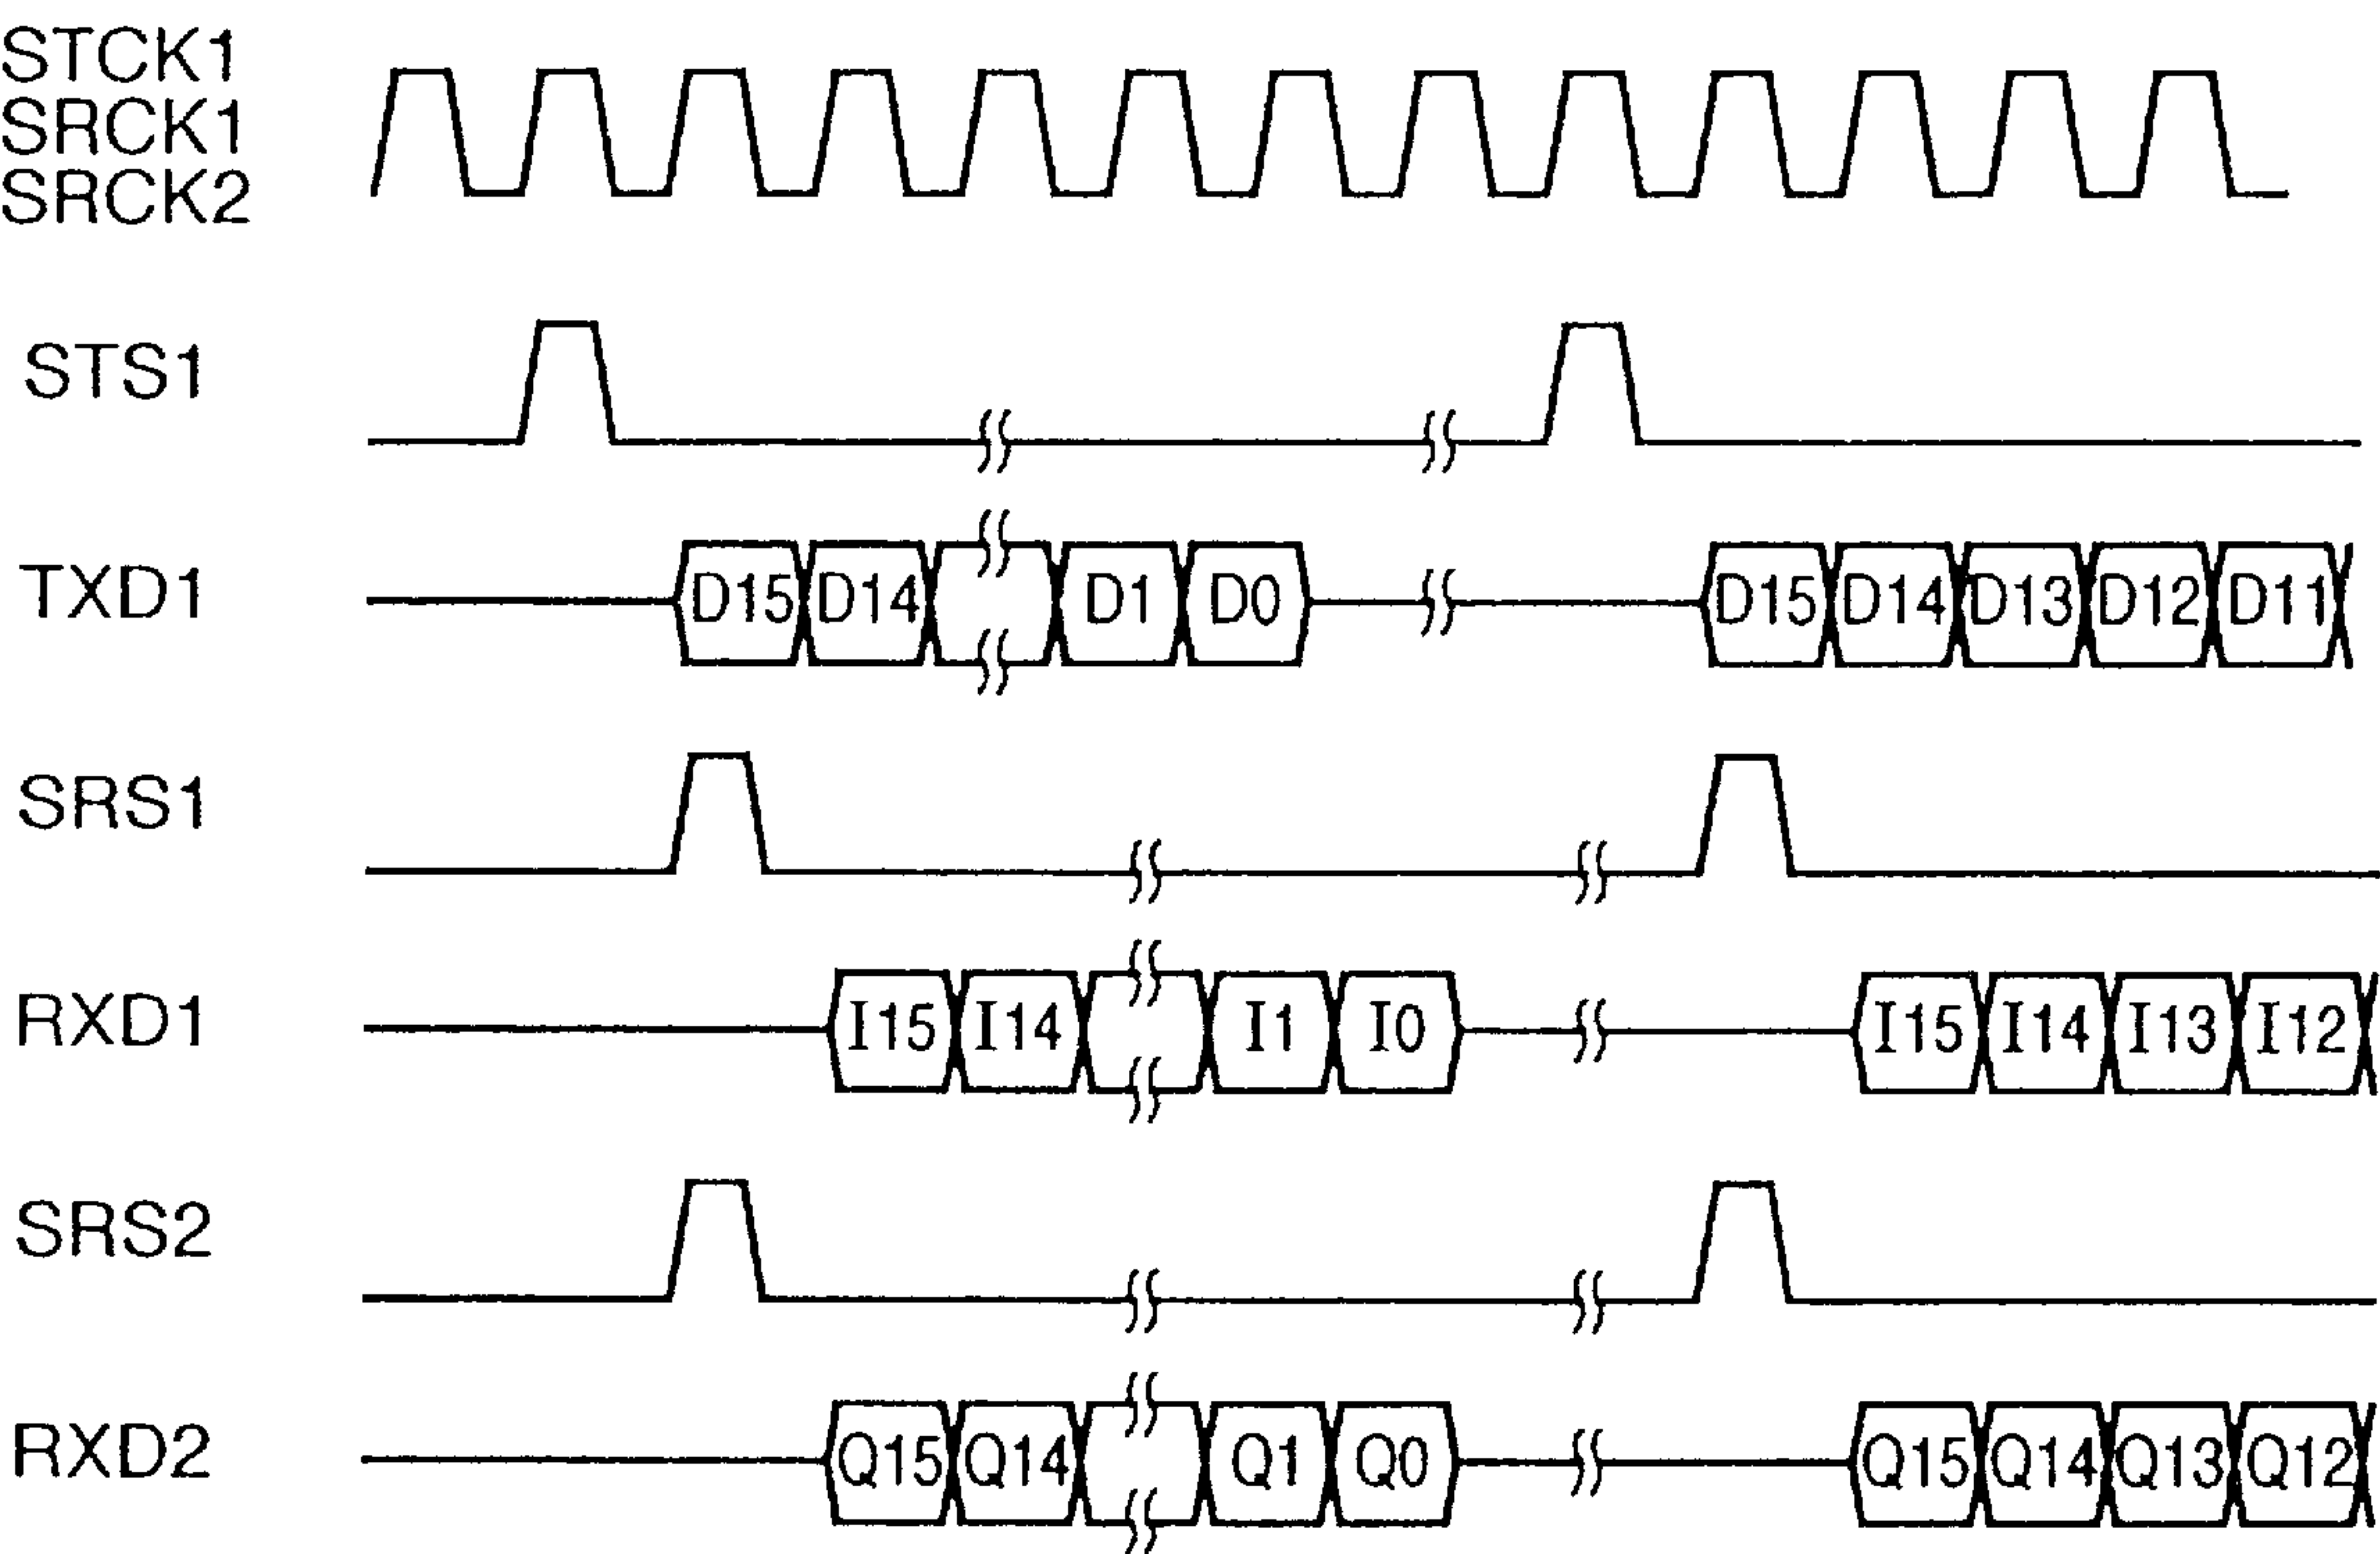 STCK1
SRCK1
SRCK2
STS1
TXD1 D15 D14 D1 D0 D15 D14 D13 D12 D11
SRS1
RXD1 I15 I14 I1 I0 I15 I14 I13 I12
SRS2
RXD2 Q15 Q14 Q1 Q0 Q15 Q14 Q13 Q12